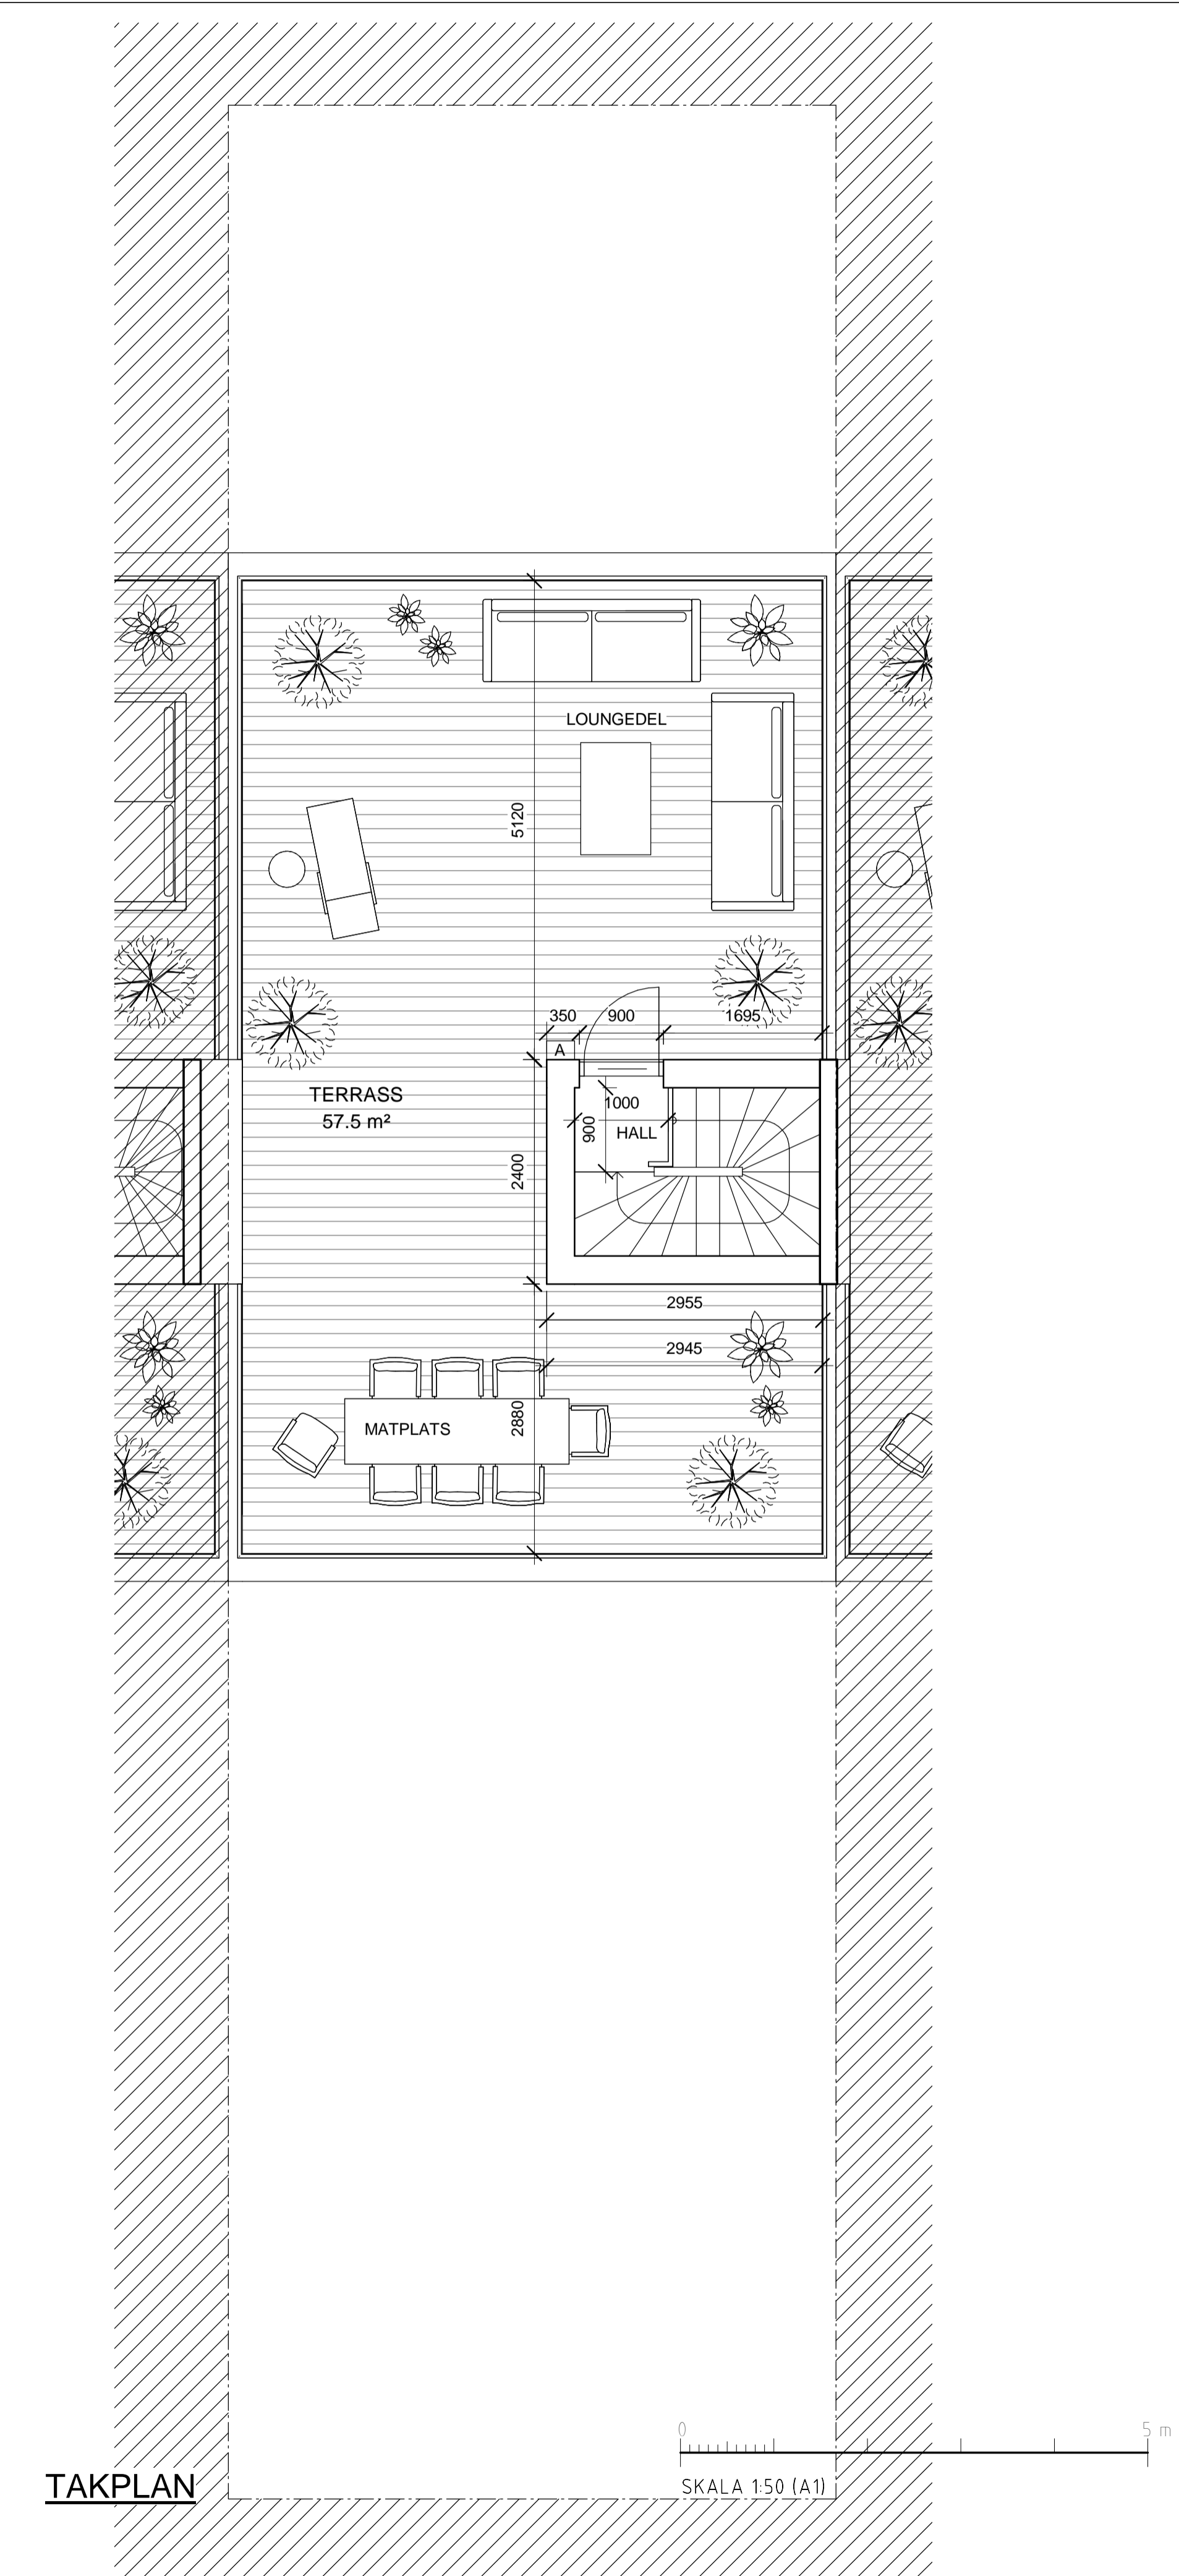 LOUNGEDEL
5120
350
900
1695
A
TERRASS
57.5 m²
1000
900
HALL
2400
2955
2945
2880
MATPLATS
0
5 m
SKALA 1:50 (A1)
TAKPLAN